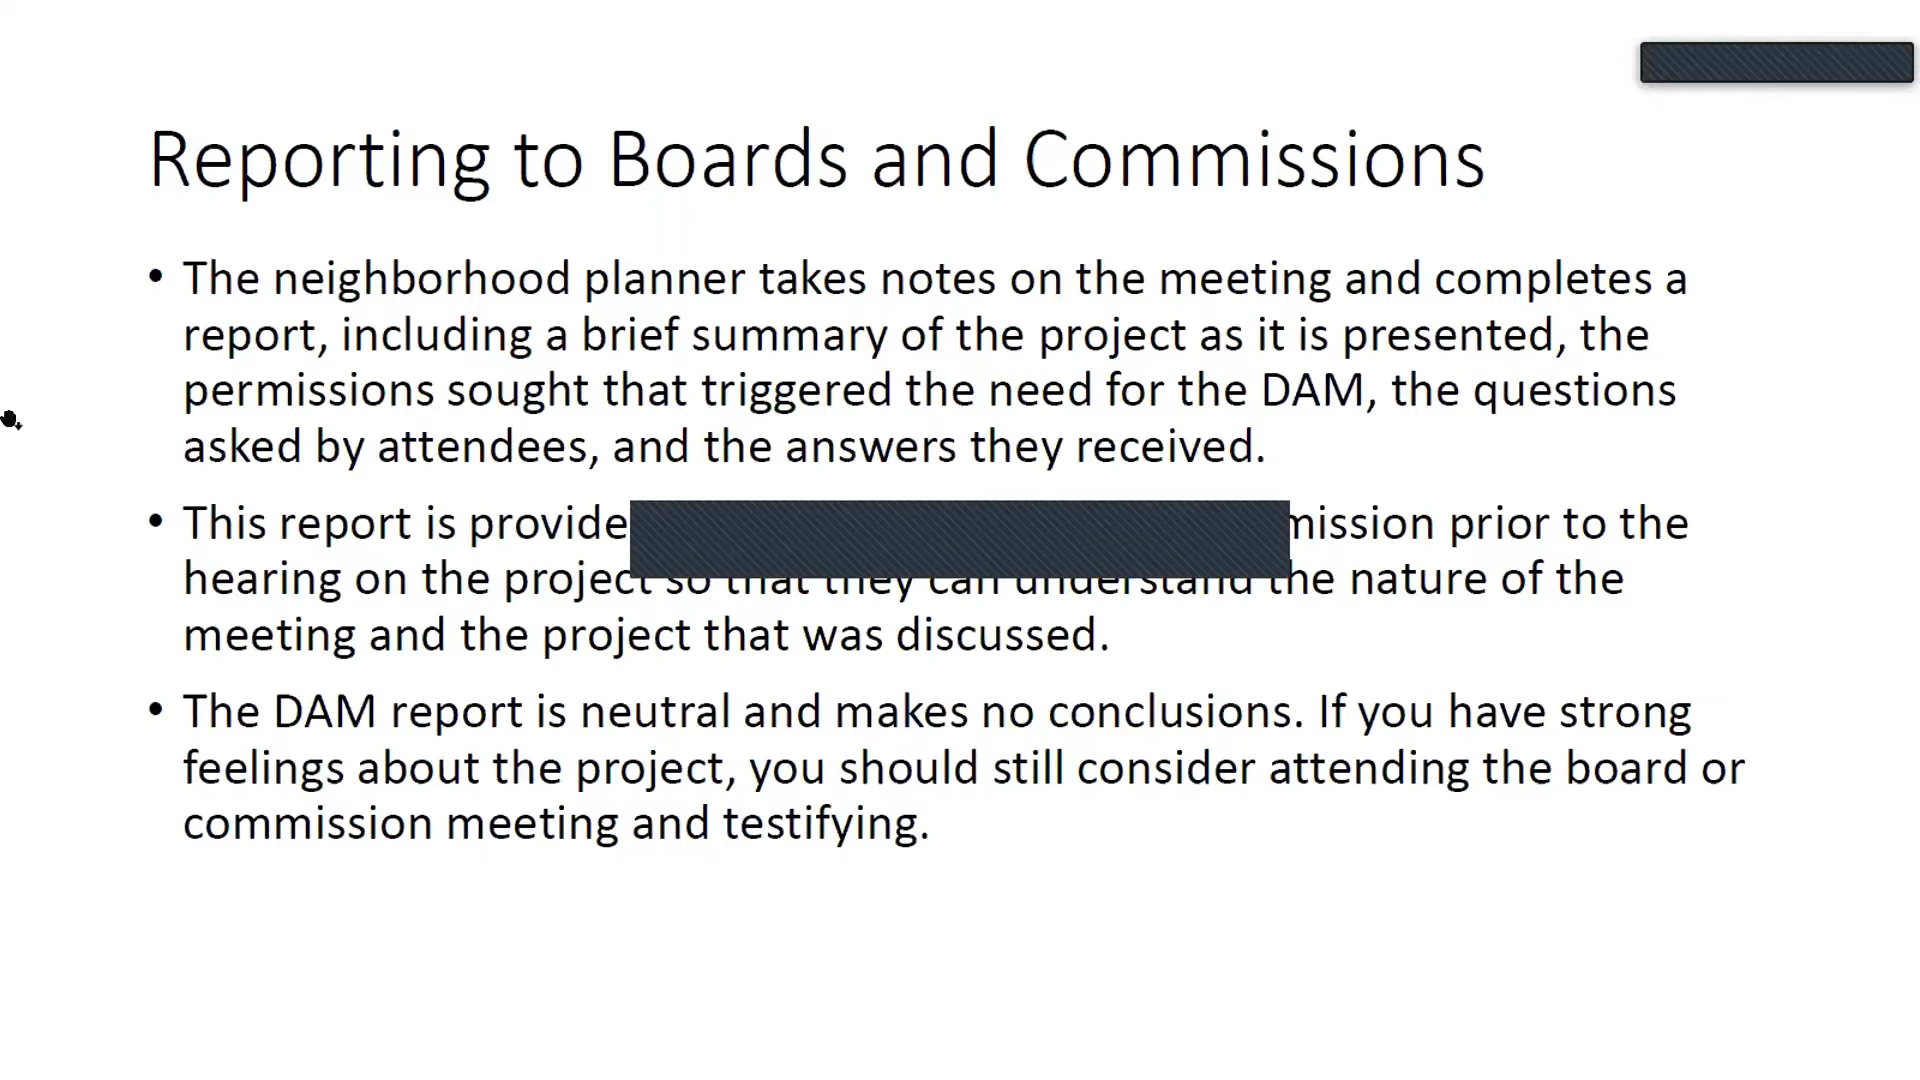 Reporting to Boards and Commissions
• The neighborhood planner takes notes on the meeting and completes a
report, including a brief summary of the project as it is presented, the
permissions sought that triggered the need for the DAM, the questions
asked by attendees, and the answers they received.
• This report is prior to the
hearing on the project so that they can understand the nature of the
meeting and the project that was discussed.
• The DAM report is neutral and makes no conclusions. If you have strong
feelings about the project, you should still consider attending the board or
commission meeting and testifying.